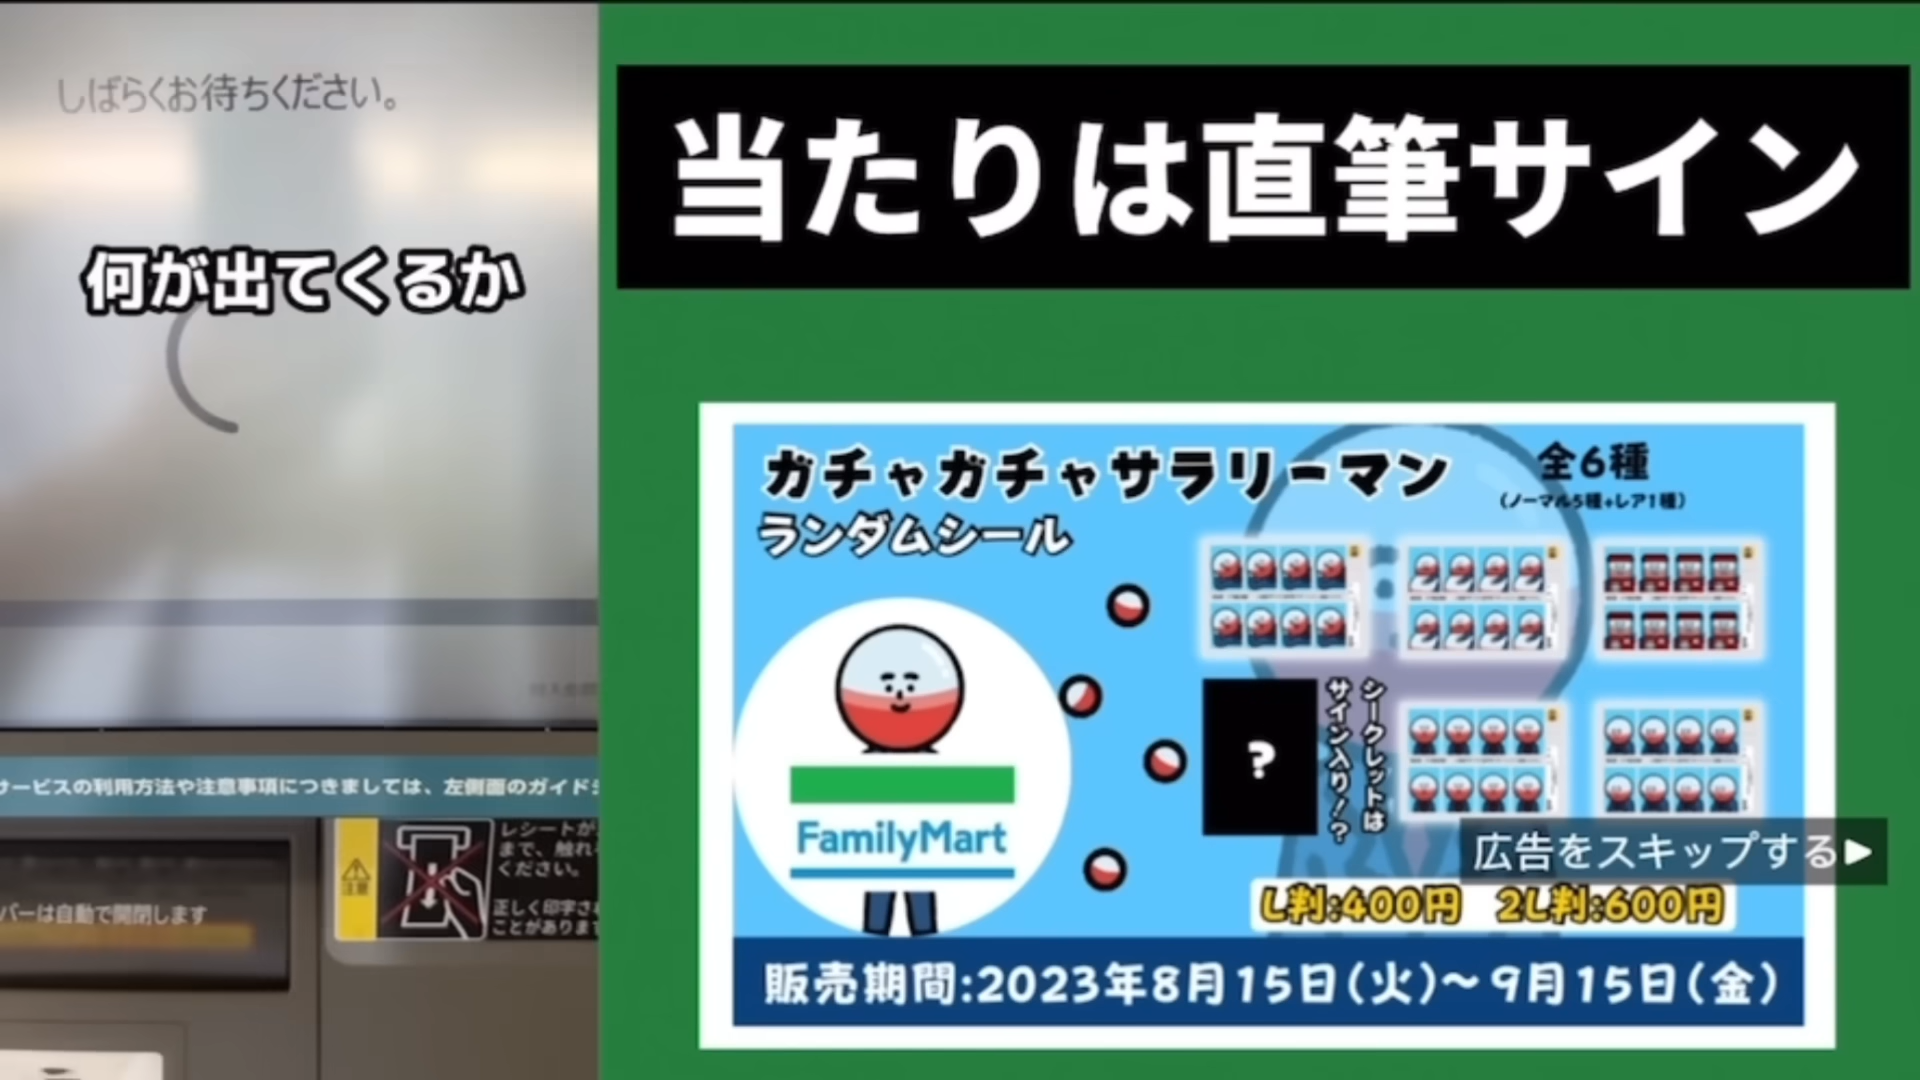 しばらくお待ちください。
何が出てくるか
サービスの利用方法や注意事項につきましては、左側面のガイド
バーは自動で開閉します
注意
レシートが
まで、触れ
ください。
正しく印字さ
ことがありま
当たりは直筆サイン
ガチャガチャサラリーマン
ランダムシール
全6種
(ノーマル5種+レア1種)
FamilyMart
?
シークレットは
サイン入り!?
広告をスキップする
L判:400円 2L判:600円
販売期間:2023年8月15日(火)~9月15日(金)